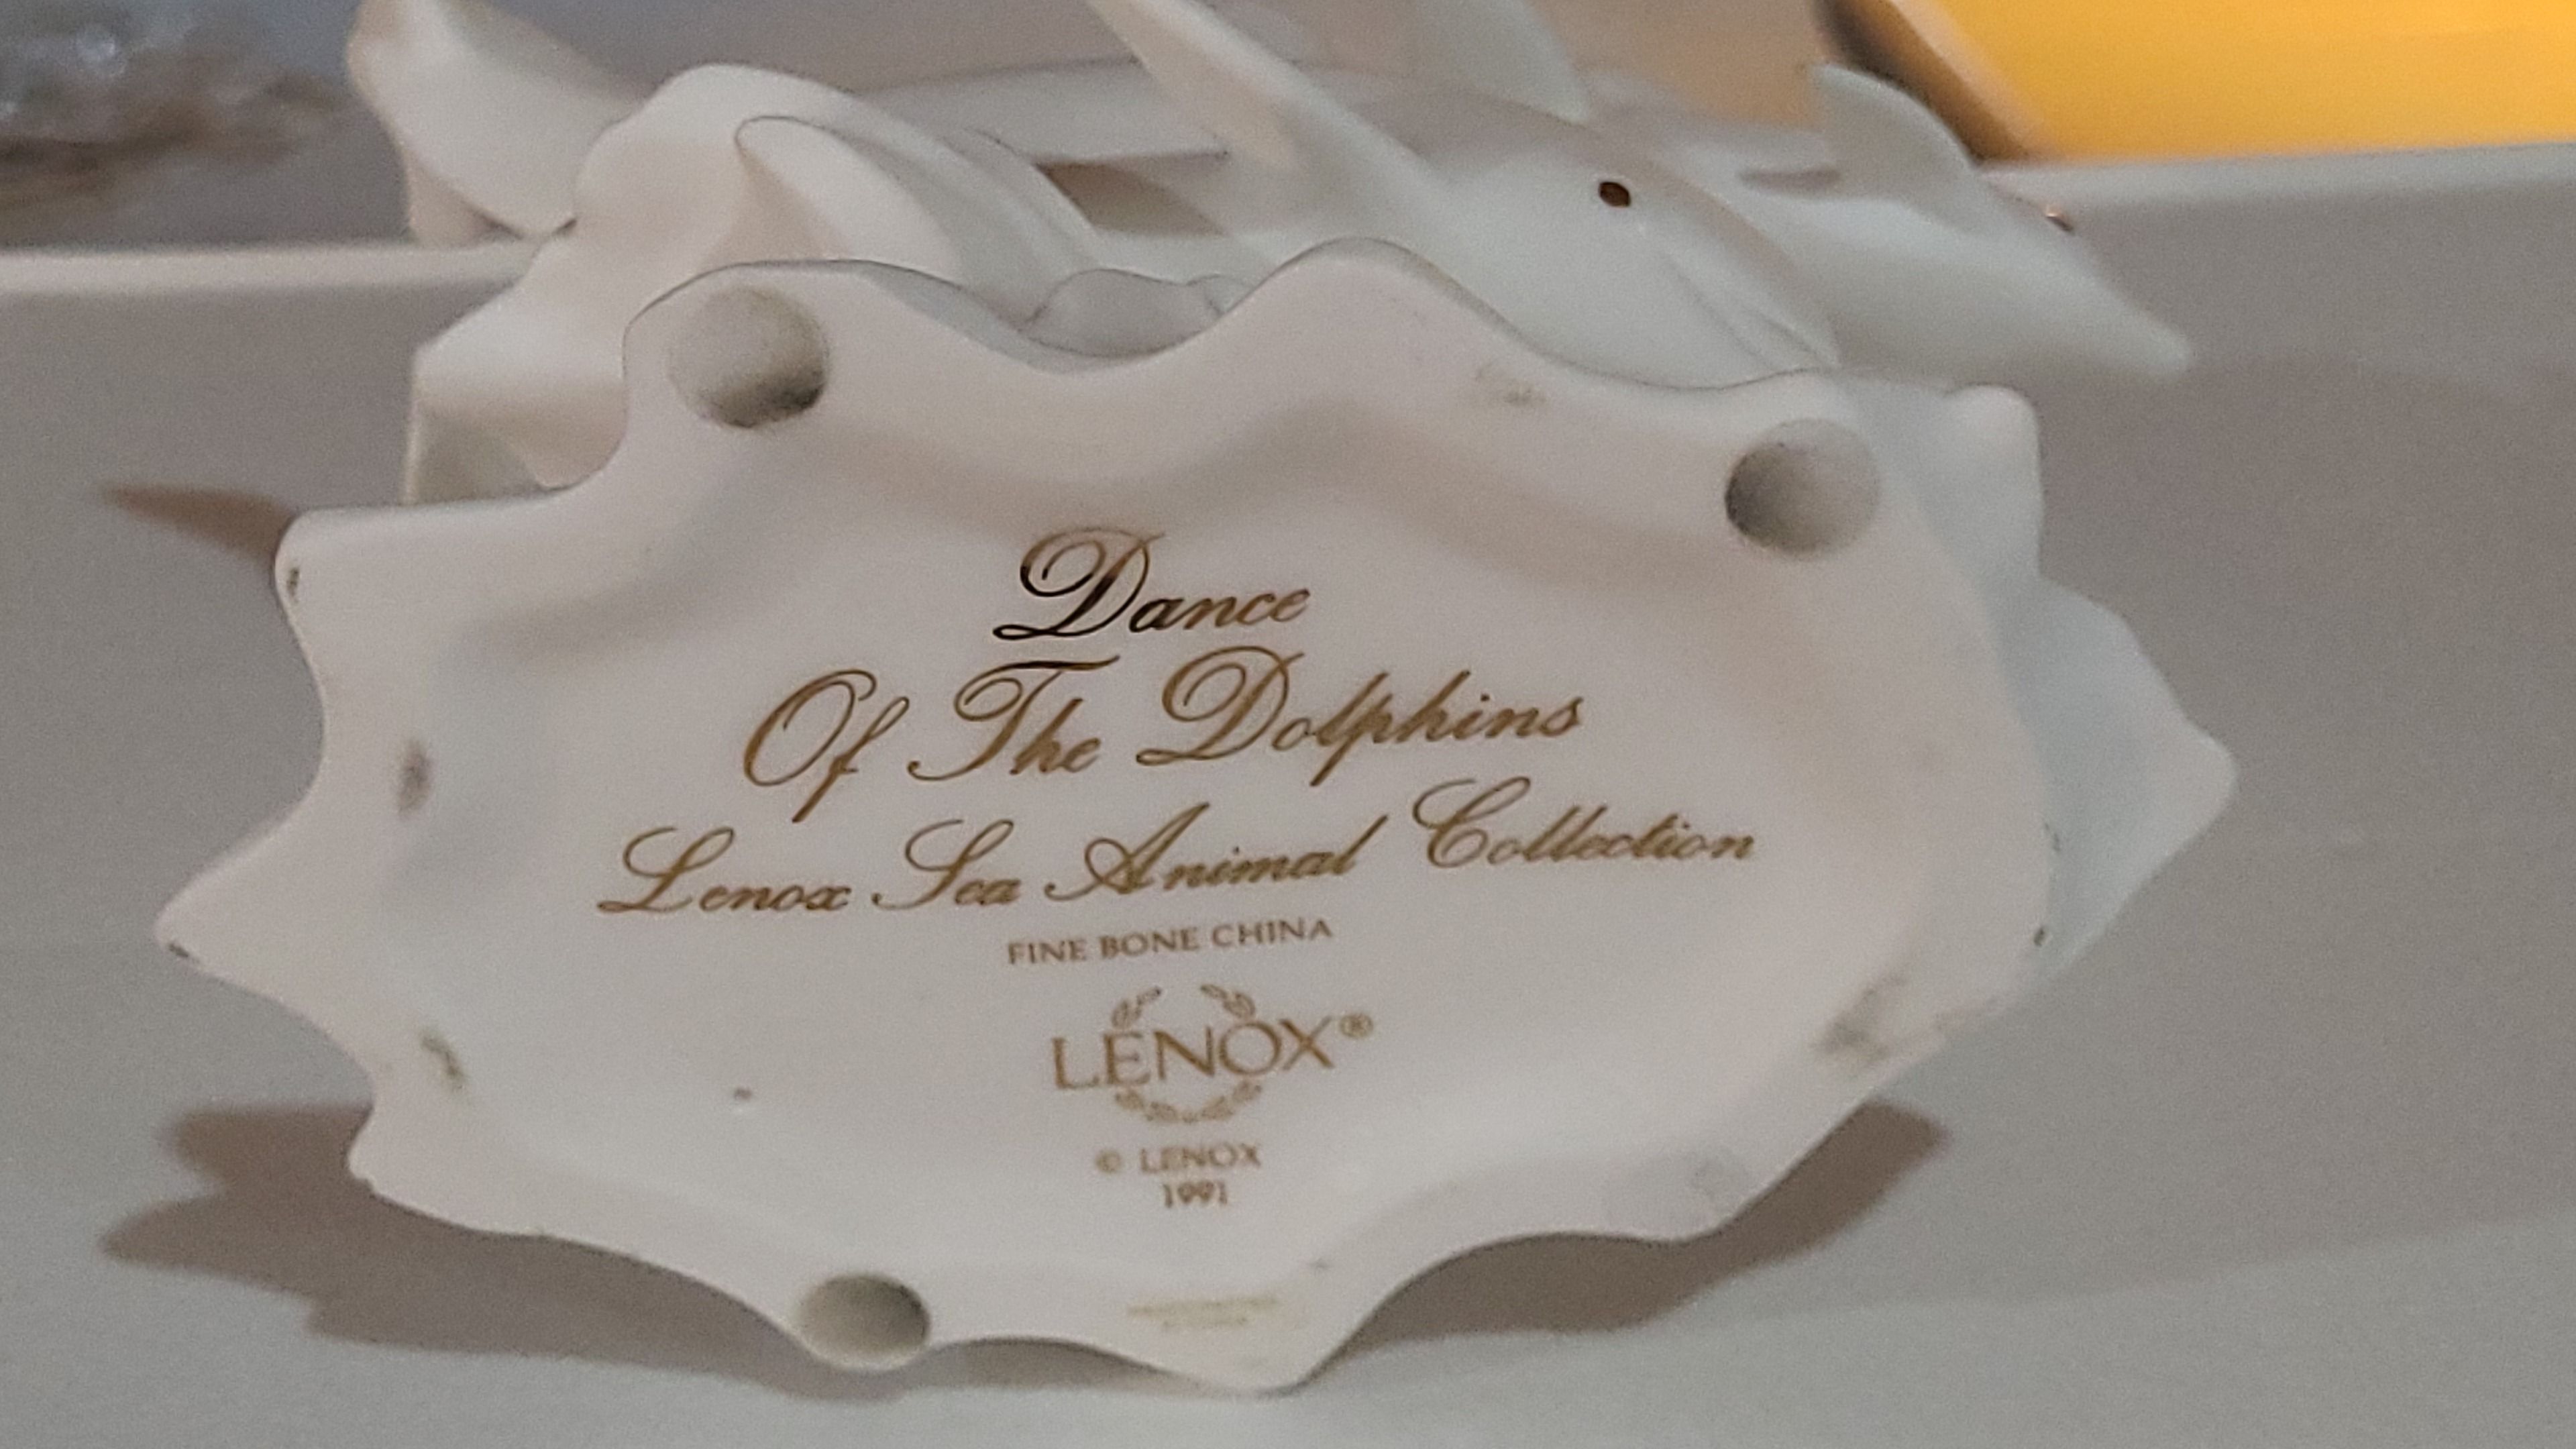 Dance
Of The Dolphins
Lenox Sea Animal Collection
FINE BONE CHINA
LENOX®
© LENOX
1991